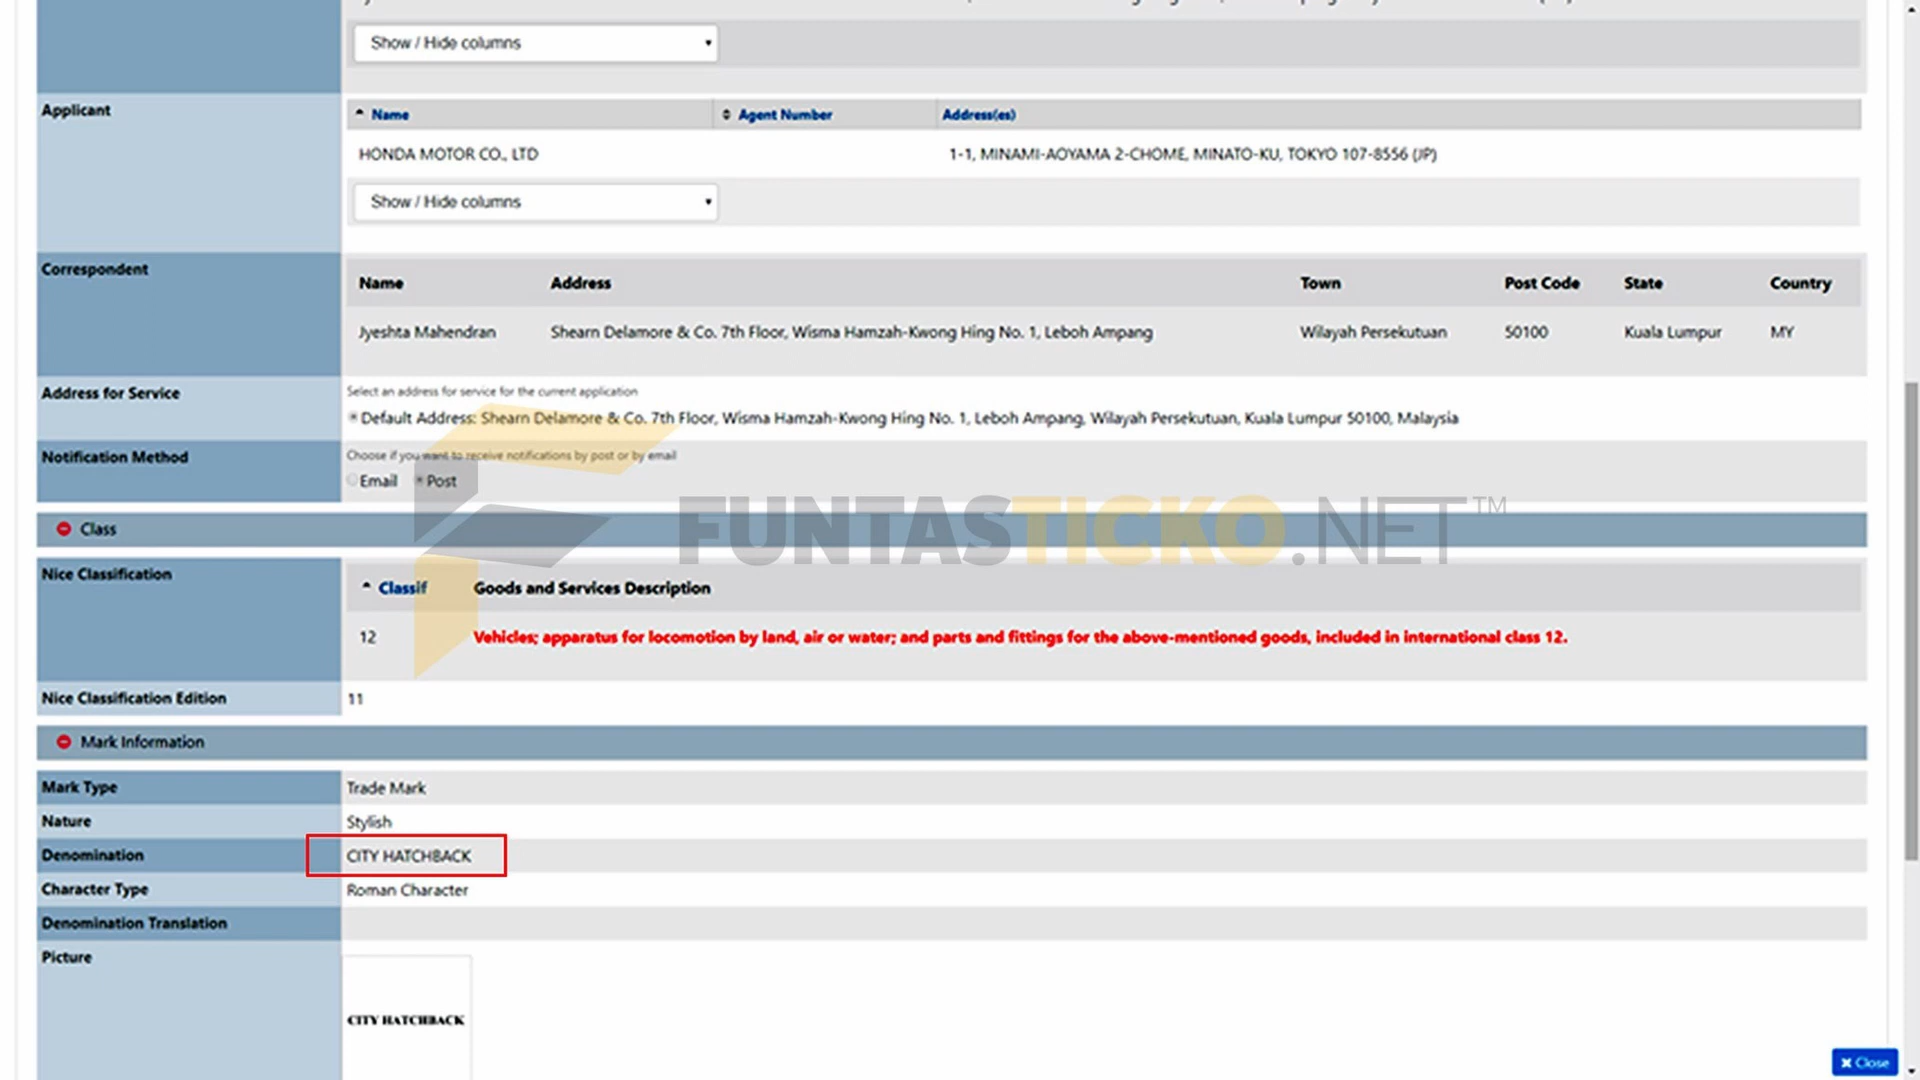 Show / Hide columns
Applicant
Name Agent Number Address(es)
HONDA MOTOR CO., LTD 1-1, MINAMI-AOYAMA 2-CHOME, MINATO-KU, TOKYO 107-8556 (JP)
Show / Hide columns
Correspondent
Name Address Town Post Code State Country
Jyeshta Mahendran Shearn Delamore & Co. 7th Floor, Wisma Hamzah-Kwong Hing No. 1, Leboh Ampang Wilayah Persekutuan 50100 Kuala Lumpur MY
Address for Service
Select an address for service for the current application
Default Address: Shearn Delamore & Co. 7th Floor, Wisma Hamzah-Kwong Hing No. 1, Leboh Ampang, Wilayah Persekutuan, Kuala Lumpur 50100, Malaysia
Notification Method
Choose if you want to receive notifications by post or by email
Email Post
FUNTASTICKO.NET™
Class
Nice Classification
Classif Goods and Services Description
12 Vehicles; apparatus for locomotion by land, air or water; and parts and fittings for the above-mentioned goods, included in international class 12.
Nice Classification Edition 11
Mark Information
Mark Type Trade Mark
Nature Stylish
Denomination CITY HATCHBACK
Character Type Roman Character
Denomination Translation
Picture
CITY HATCHBACK
Close